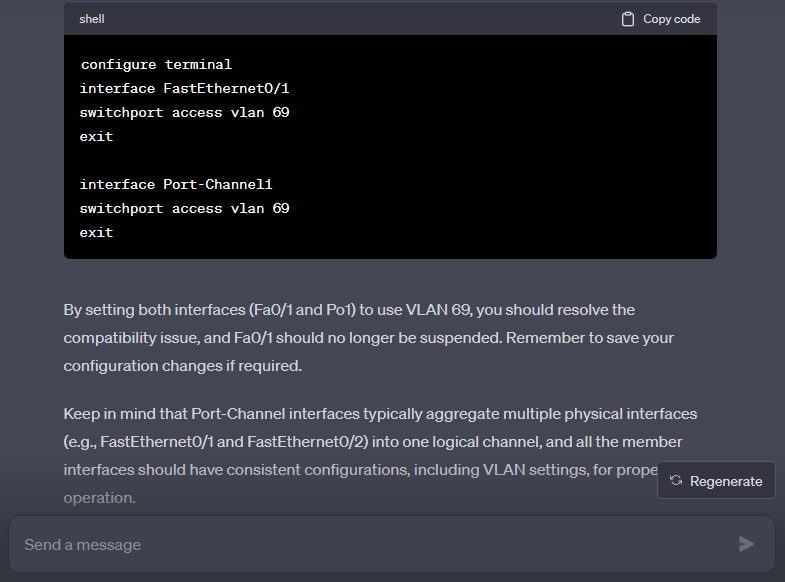 shell
Copy code
configure terminal
interface FastEthernet0/1
switchport access vlan 69
exit
interface Port-Channel1
switchport access vlan 69
exit
By setting both interfaces (Fa0/1 and Po1) to use VLAN 69, you should resolve the
compatibility issue, and Fa0/1 should no longer be suspended. Remember to save your
configuration changes if required.
Keep in mind that Port-Channel interfaces typically aggregate multiple physical interfaces
(e.g., FastEthernet0/1 and FastEthernet0/2) into one logical channel, and all the member
interfaces should have consistent configurations, including VLAN settings, for prope
operation.
Regenerate
Send a message